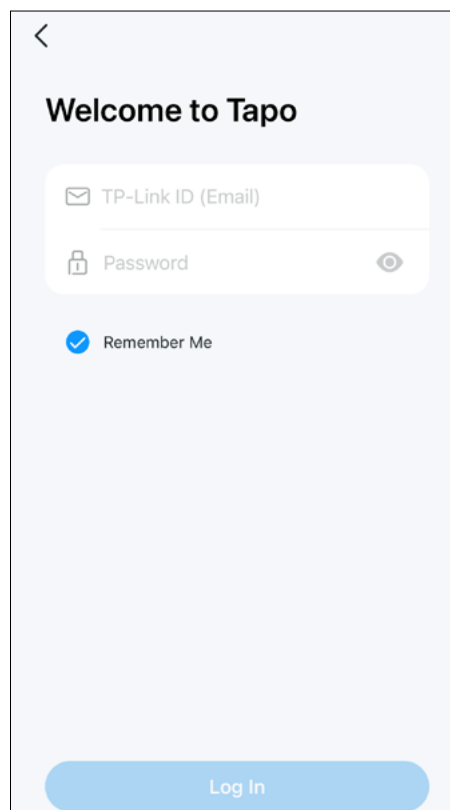 Welcome to Tapo
TP-Link ID (Email)
Password
Remember Me
Log In